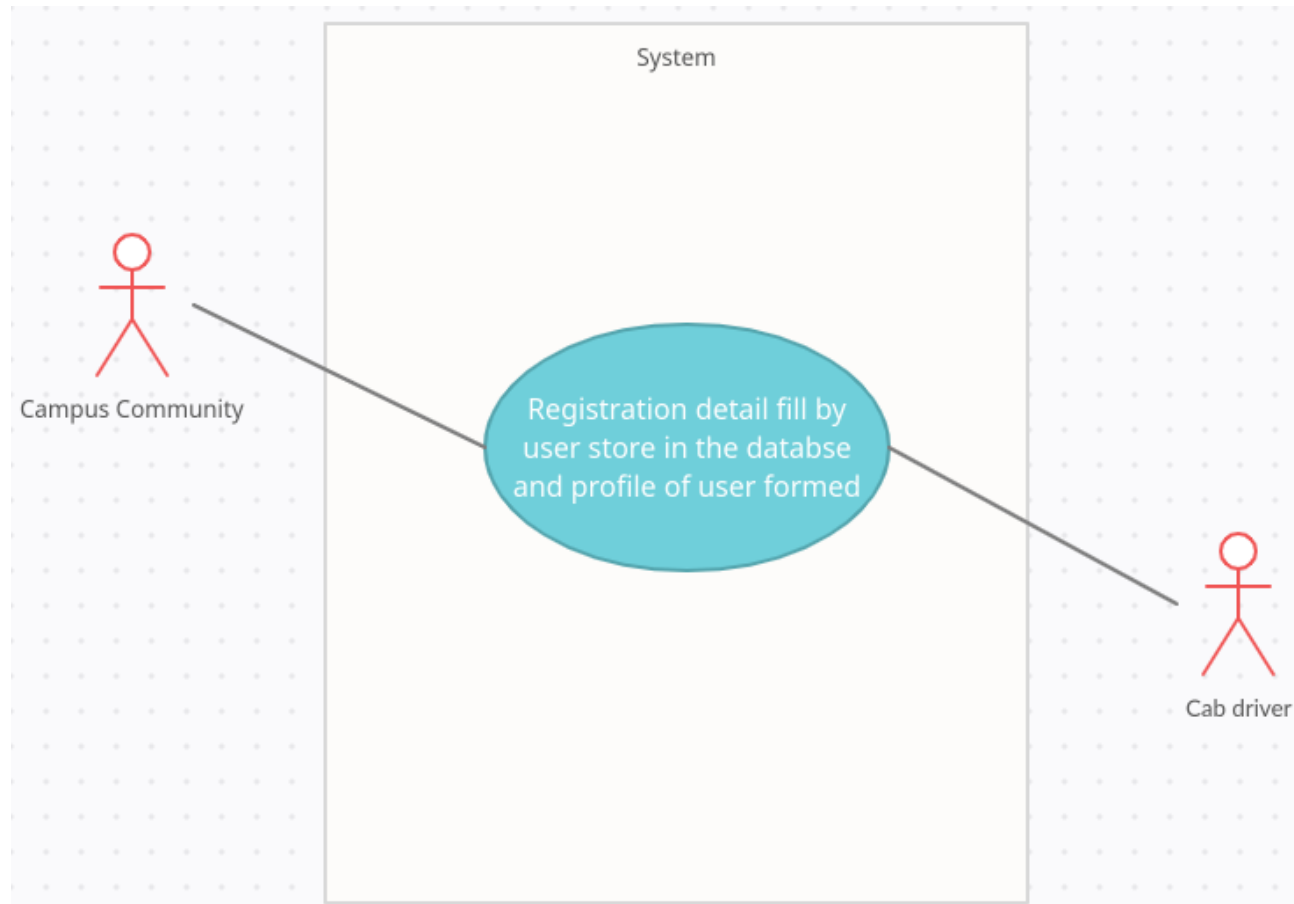 System
Campus Community
Registration detail fill by
user store in the databse
and profile of user formed
Cab driver